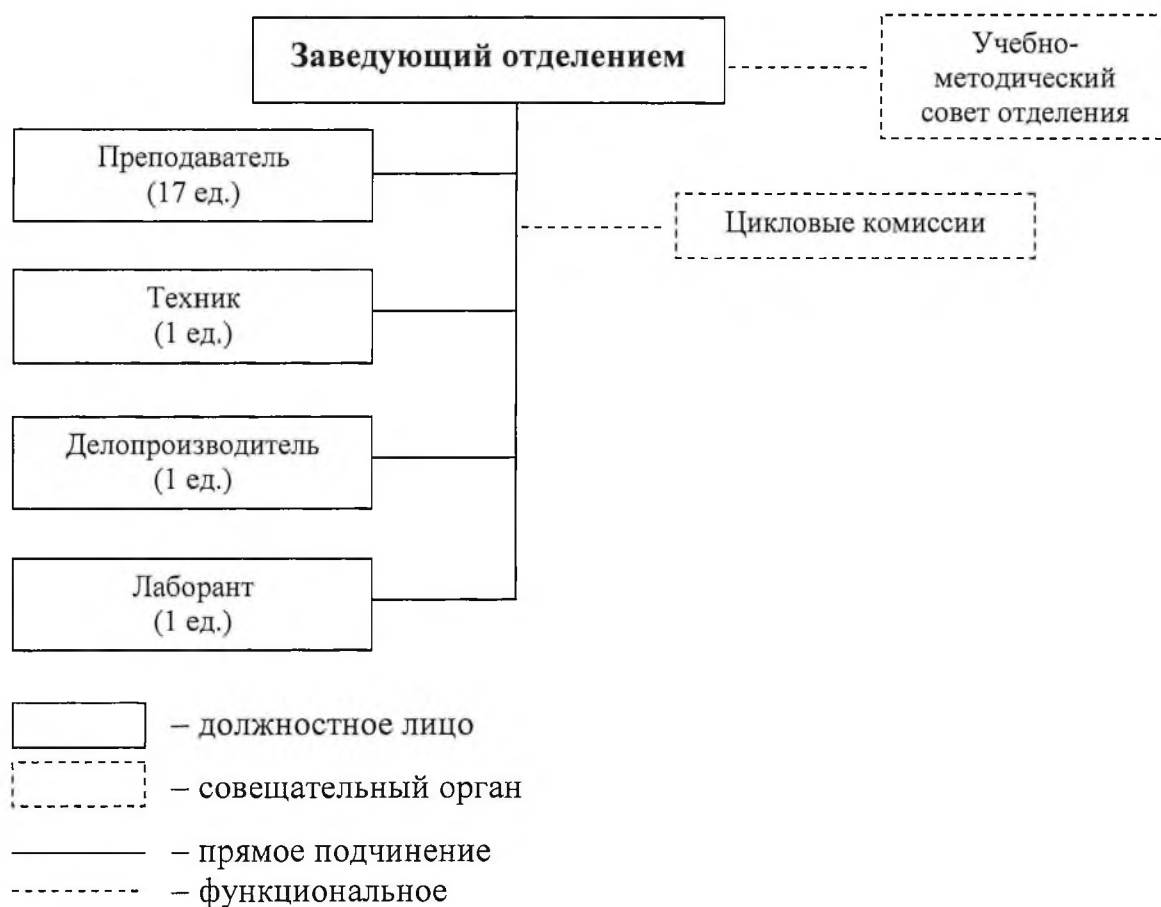 Заведующий отделением
Учебно-
методический
совет отделения
Преподаватель
(17 ед.)
Цикловые комиссии
Техник
(1 ед.)
Делопроизводитель
(1 ед.)
Лаборант
(1 ед.)
– должностное лицо
– совещательный орган
– прямое подчинение
– функциональное